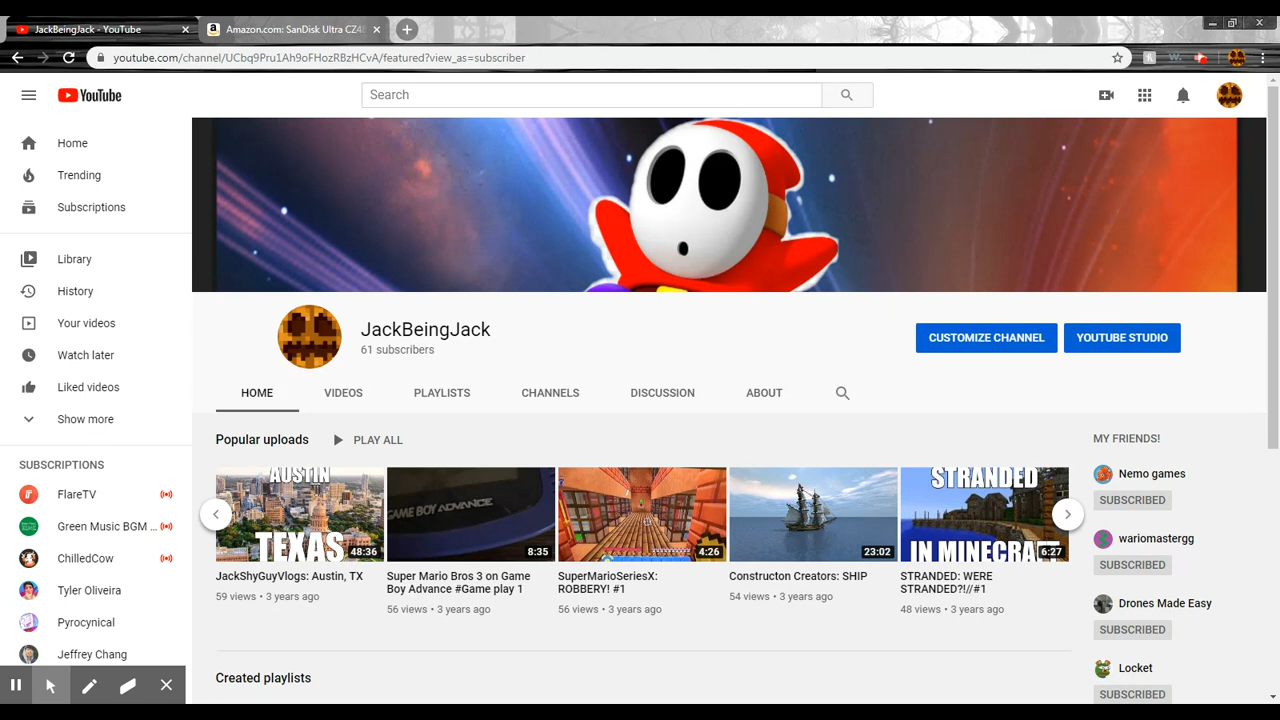 JackBeingJack - YouTube
Amazon.com: SanDisk Ultra CZ48
youtube.com/channel/UCbq9Pru1Ah9oFHozRBzHCvA/featured?view_as=subscriber
YouTube
Search
Home
Trending
Subscriptions
Library
History
Your videos
Watch later
Liked videos
Show more
SUBSCRIPTIONS
FlareTV
Green Music BGM ...
ChilledCow
Tyler Oliveira
Pyrocynical
Jeffrey Chang
JackBeingJack
61 subscribers
CUSTOMIZE CHANNEL
YOUTUBE STUDIO
HOME VIDEOS PLAYLISTS CHANNELS DISCUSSION ABOUT
Popular uploads
PLAY ALL
AUSTIN
TEXAS
48:36
JackShyGuyVlogs: Austin, TX
59 views • 3 years ago
GAME BOY ADVANCE
8:35
Super Mario Bros 3 on Game
Boy Advance #Game play 1
56 views • 3 years ago
4:26
SuperMarioSeriesX:
ROBBERY! #1
56 views • 3 years ago
23:02
Constructon Creators: SHIP
54 views • 3 years ago
STRANDED
IN MINECRAFT
6:27
STRANDED: WERE
STRANDED?!//#1
48 views • 3 years ago
Created playlists
MY FRIENDS!
Nemo games
SUBSCRIBED
wariomastergg
SUBSCRIBED
Drones Made Easy
SUBSCRIBED
Locket
SUBSCRIBED